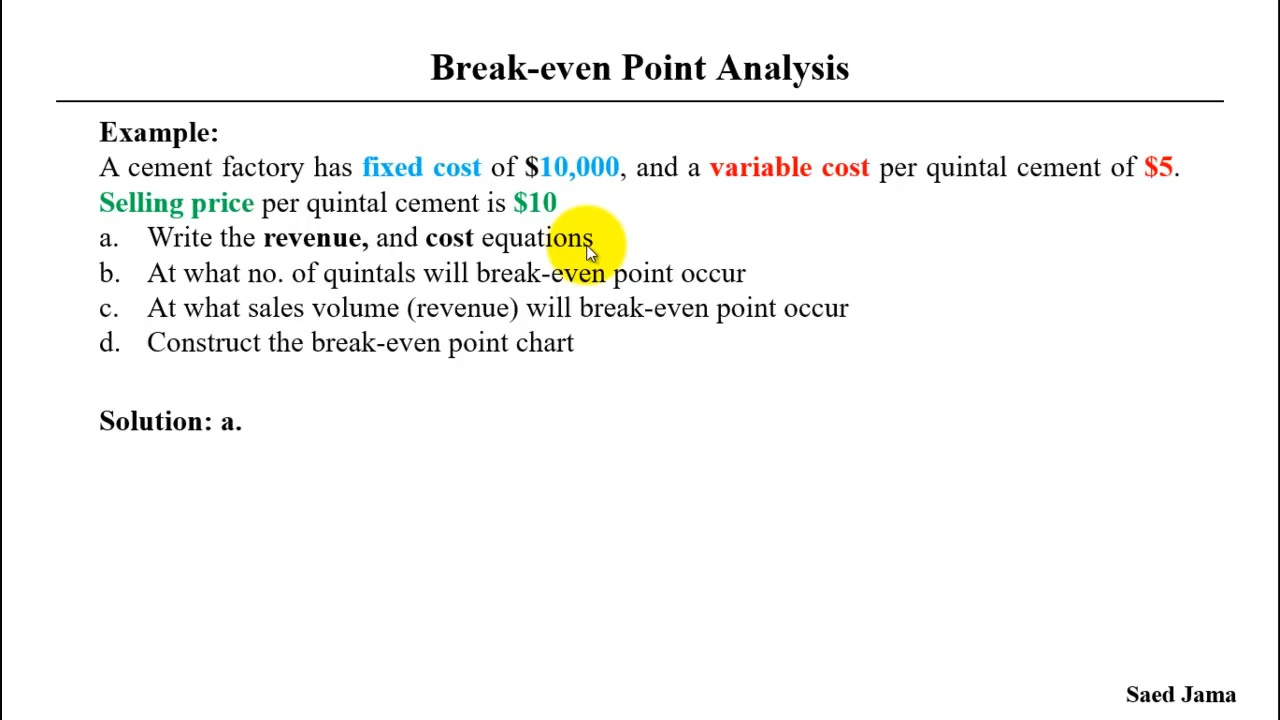 Break-even Point Analysis
Example:
A cement factory has fixed cost of $10,000, and a variable cost per quintal cement of $5.
Selling price per quintal cement is $10
a. Write the revenue, and cost equations
b. At what no. of quintals will break-even point occur
c. At what sales volume (revenue) will break-even point occur
d. Construct the break-even point chart
Solution: a.
Saed Jama